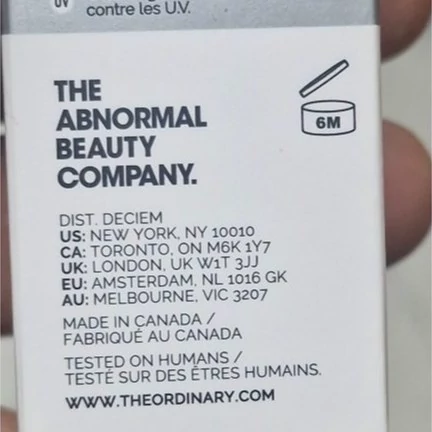 UV
contre les U.V.
THE
ABNORMAL
BEAUTY
COMPANY.
6M
DIST. DECIEM
US: NEW YORK, NY 10010
CA: TORONTO, ON M6K 1Y7
UK: LONDON, UK W1T 3JJ
EU: AMSTERDAM, NL 1016 GK
AU: MELBOURNE, VIC 3207
MADE IN CANADA /
FABRIQUÉ AU CANADA
TESTED ON HUMANS /
TESTÉ SUR DES ÊTRES HUMAINS.
WWW.THEORDINARY.COM